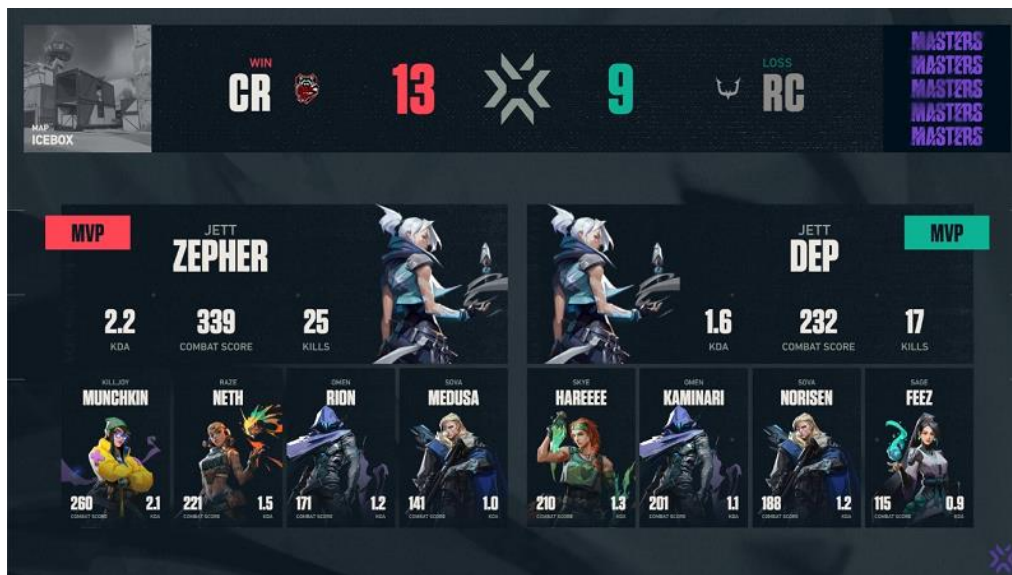 MAP
ICEBOX
WIN
CR
13
9
LOSS
RC
MASTERS
MASTERS
MASTERS
MASTERS
MASTERS
MVP
JETT
ZEPHER
2.2
KDA
339
COMBAT SCORE
25
KILLS
JETT
DEP
MVP
1.6
KDA
232
COMBAT SCORE
17
KILLS
KILLJOY
MUNCHKIN
260
COMBAT SCORE
2.1
KDA
RAZE
NETH
221
COMBAT SCORE
1.5
KDA
OMEN
RION
171
COMBAT SCORE
1.2
KDA
SOVA
MEDUSA
141
COMBAT SCORE
1.0
KDA
SKYE
HAREEEE
210
COMBAT SCORE
1.3
KDA
OMEN
KAMINARI
201
COMBAT SCORE
1.1
KDA
SOVA
NORISEN
188
COMBAT SCORE
1.2
KDA
SAGE
FEEZ
115
COMBAT SCORE
0.9
KDA